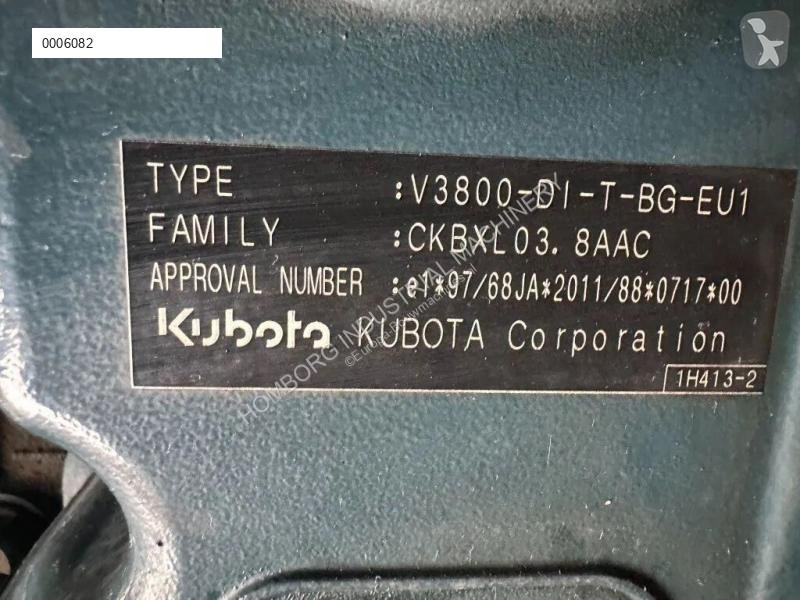 0006082
TYPE :V3800-DI-T-BG-EU1
FAMILY :CKBXL03.8AAC
APPROVAL NUMBER :e1*97/68JA*2011/88*0717*00
Kubota KUBOTA Corporation
1H413-2
HOMBORG INDUSTRIAL MACHINERY